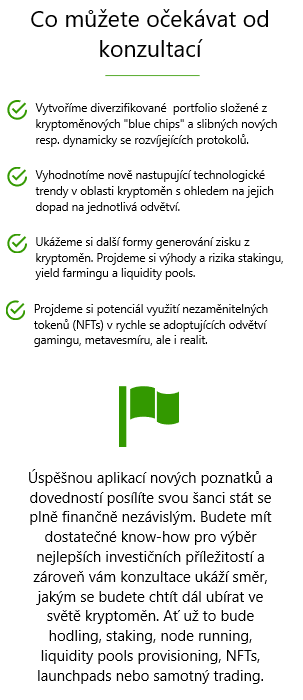 Co můžete očekávat od
konzultací
Vytvoříme diverzifikované portfolio složené z
kryptoměnových "blue chips" a slibných nových
resp. dynamicky se rozvíjejících protokolů.
Vyhodnotíme nově nastupující technologické
trendy v oblasti kryptoměn s ohledem na jejich
dopad na jednotlivá odvětví.
Ukážeme si další formy generování zisku z
kryptoměn. Projdeme si výhody a rizika stakingu,
yield farmingu a liquidity pools.
Projdeme si potenciál využití nezaměnitelných
tokenů (NFTs) v rychle se adoptujících odvětví
gamingu, metavesmíru, ale i realit.
Úspěšnou aplikací nových poznatků a
dovedností posílíte svou šanci stát se
plně finančně nezávislým. Budete mít
dostatečné know-how pro výběr
nejlepších investičních příležitostí a
zároveň vám konzultace ukáží směr,
jakým se budete chtít dál ubírat ve
světě kryptoměn. Ať už to bude
hodling, staking, node running,
liquidity pools provisioning, NFTs,
launchpads nebo samotný trading.